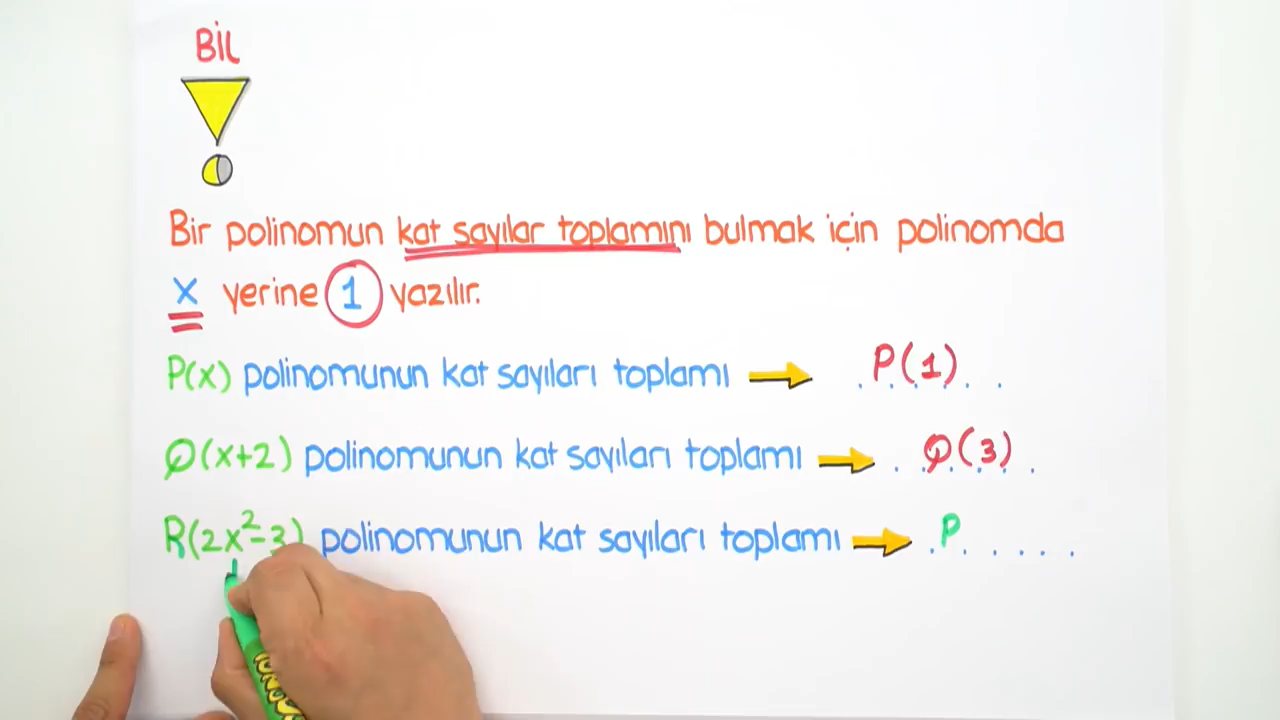 BİL
Bir polinomun kat sayılar toplamını bulmak için polinomda
x yerine 1 yazılır.
P(x) polinomunun kat sayıları toplamı → P(1)
Q(x+2) polinomunun kat sayıları toplamı → Q(3)
R(2x²-3) polinomunun kat sayıları toplamı → P